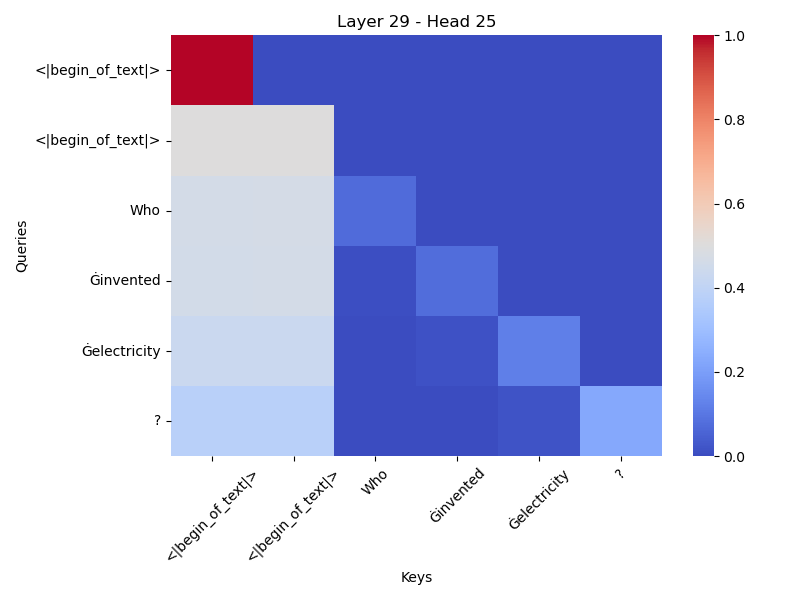 Layer 29 - Head 25
<|begin_of_text|>
<|begin_of_text|>
Who
Ġinvented
Ġelectricity
?
Queries
<|begin_of_text|>
<|begin_of_text|>
Who
Ġinvented
Ġelectricity
?
Keys
1.0
0.8
0.6
0.4
0.2
0.0